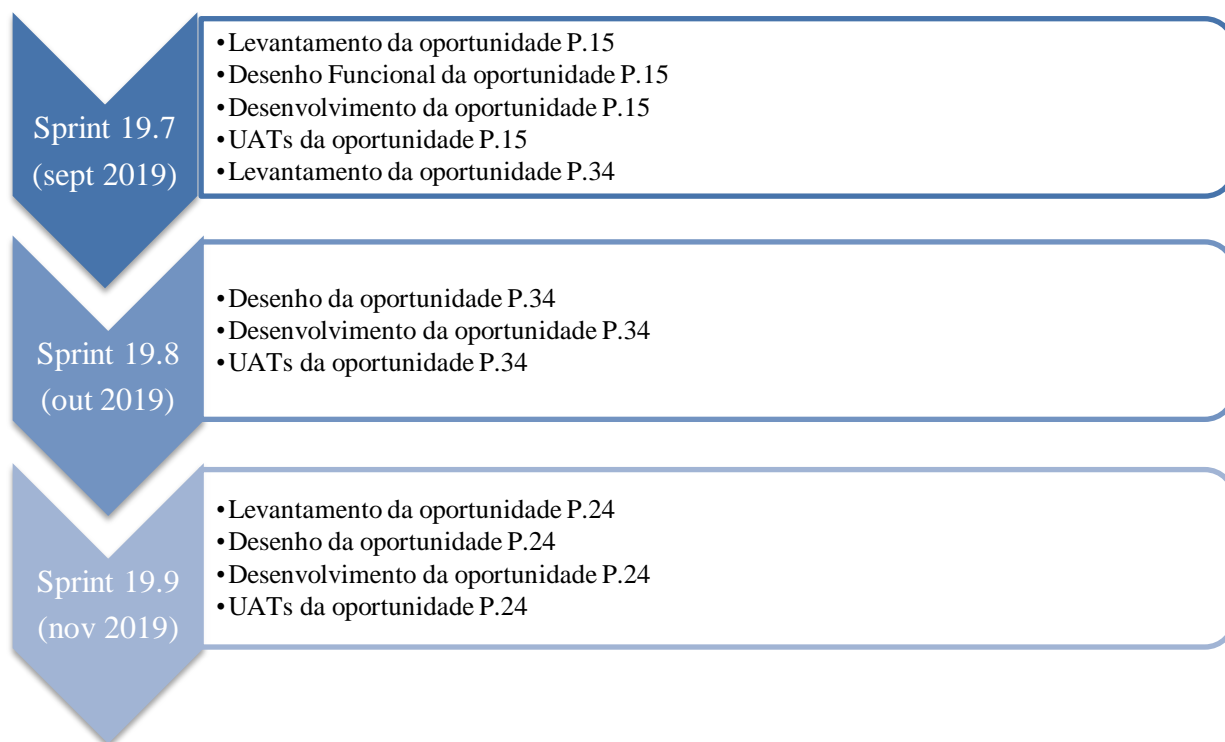 Sprint 19.7
(sept 2019)
•Levantamento da oportunidade P.15
•Desenho Funcional da oportunidade P.15
•Desenvolvimento da oportunidade P.15
•UATs da oportunidade P.15
•Levantamento da oportunidade P.34
Sprint 19.8
(out 2019)
•Desenho da oportunidade P.34
•Desenvolvimento da oportunidade P.34
•UATs da oportunidade P.34
Sprint 19.9
(nov 2019)
•Levantamento da oportunidade P.24
•Desenho da oportunidade P.24
•Desenvolvimento da oportunidade P.24
•UATs da oportunidade P.24